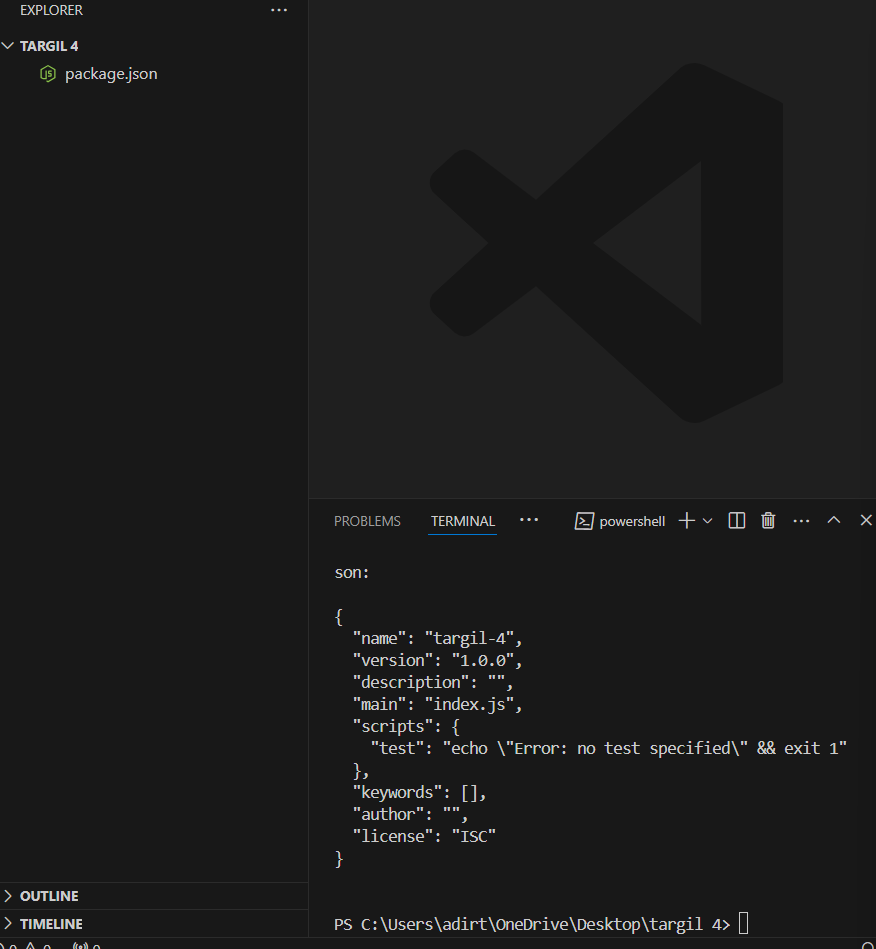 EXPLORER
TARGIL 4
package.json
PROBLEMS TERMINAL powershell
son:
{
"name": "targil-4",
"version": "1.0.0",
"description": "",
"main": "index.js",
"scripts": {
"test": "echo \"Error: no test specified\" && exit 1"
},
"keywords": [],
"author": "",
"license": "ISC"
}
PS C:\Users\adirt\OneDrive\Desktop\targil 4>
OUTLINE
TIMELINE